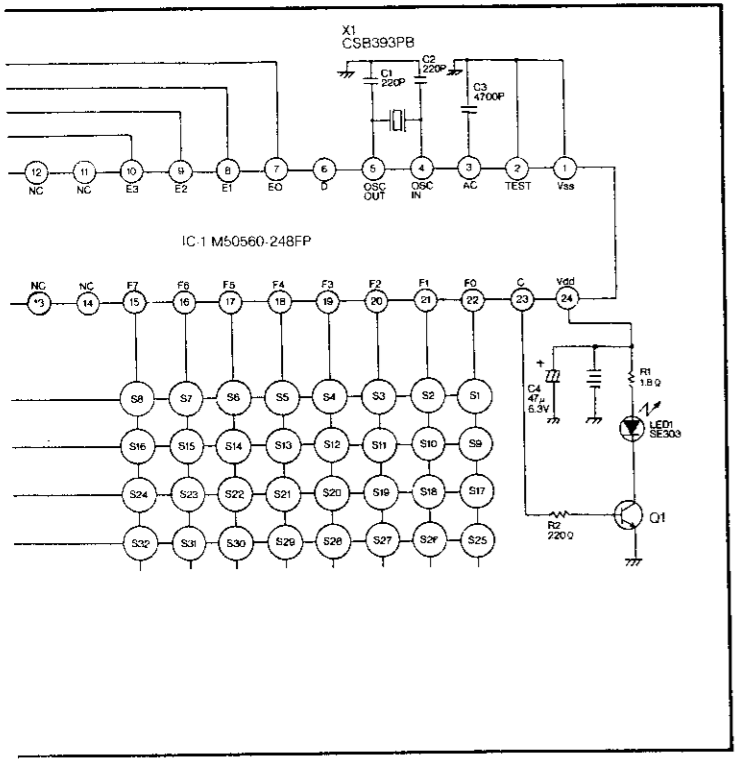 X1
CSB393PB
C1
220P
C2
220P
C3
4700P
12 11 10 9 8 7 6 5 4 3 2 1
NC NC E3 E2 E1 EO D OSC OUT OSC IN AC TEST Vss
IC-1 M50560-248FP
NC NC F7 F6 F5 F4 F3 F2 F1 F0 C Vdd
14 15 16 17 18 19 20 21 22 23 24
S8 S7 S6 S5 S4 S3 S2 S1
+
C4
47μ
6.3V
R1
1.8Ω
LED1
SE303
S16 S15 S14 S13 S12 S11 S10 S9
S24 S23 S22 S21 S20 S19 S18 S17
R2
220Ω
Q1
S32 S31 S30 S29 S28 S27 S26 S25